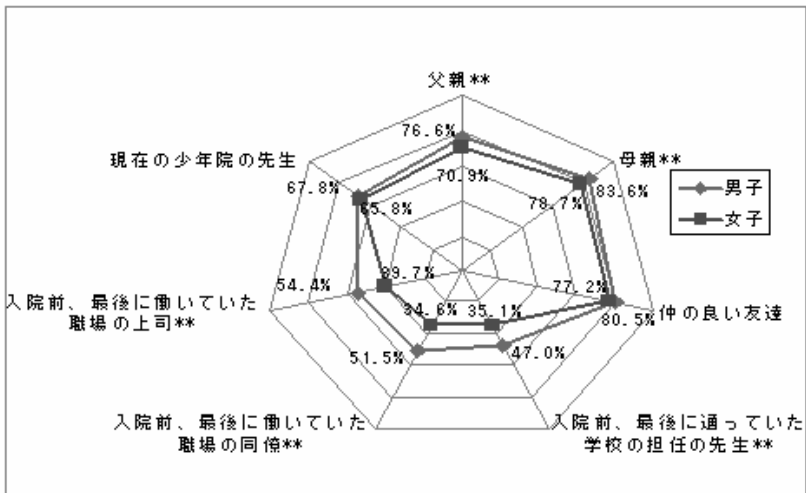 父親**
76.6%
現在の少年院の先生
母親**
67.8%
70.9%
83.6%
78.7%
男子
65.8%
女子
54.4%
39.7%
77.2%
入院前、最後に働いていた
職場の上司**
34.6%
35.1%
80.5%
仲の良い友達
51.5%
47.0%
入院前、最後に働いていた
職場の同僚**
入院前、最後に通っていた
学校の担任の先生**